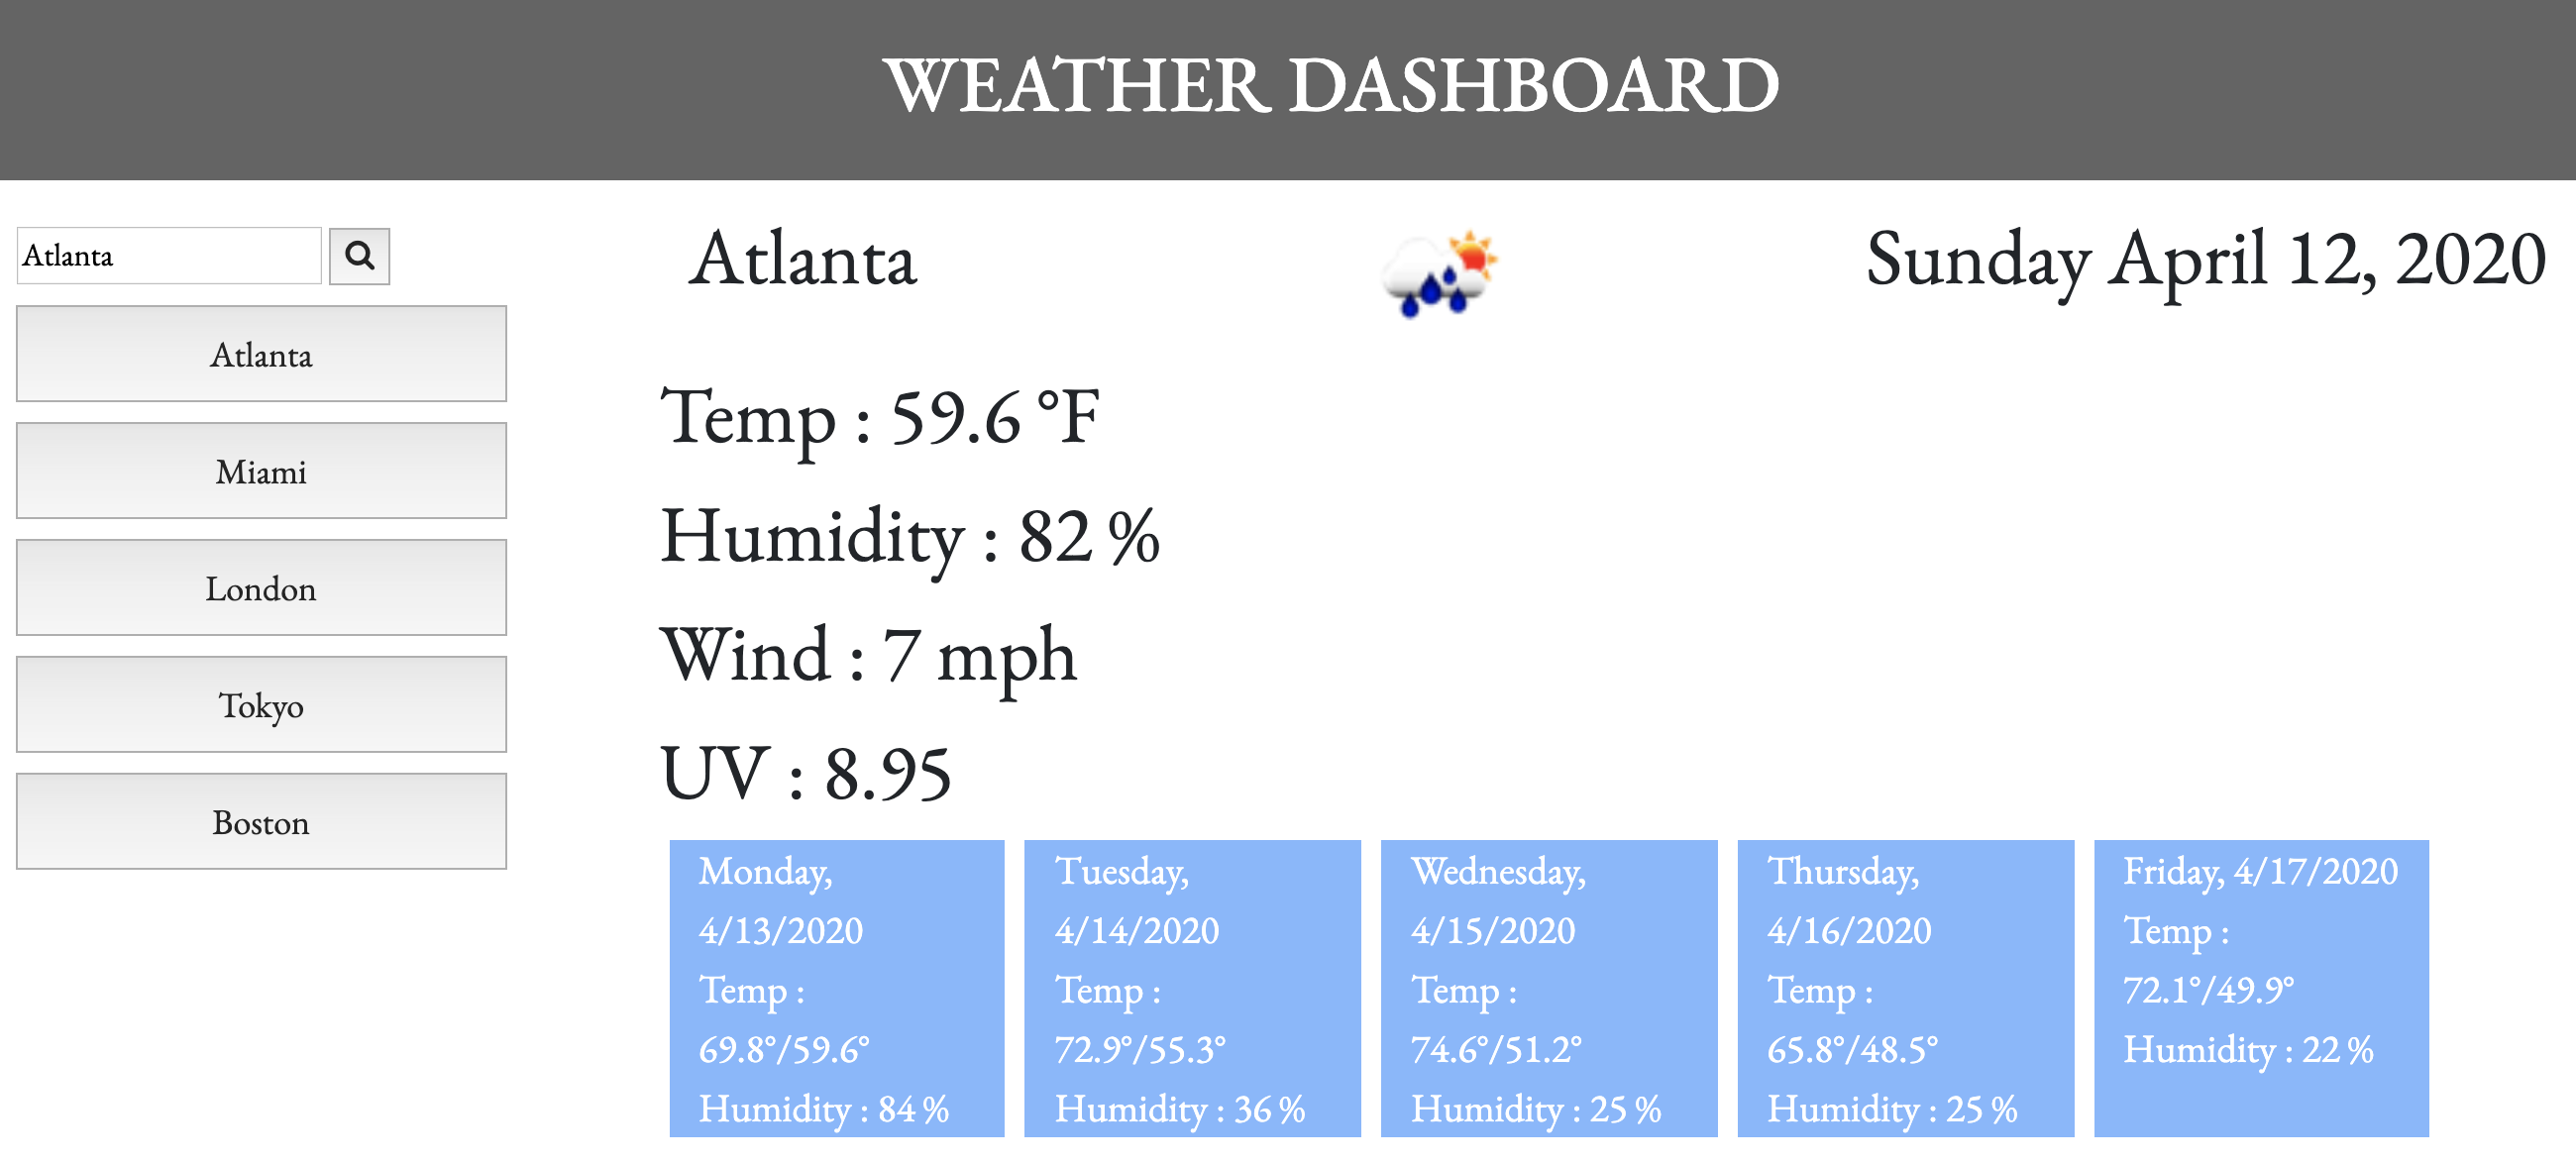 WEATHER DASHBOARD
Atlanta
Atlanta
Miami
London
Tokyo
Boston
Atlanta
Sunday April 12, 2020
Temp : 59.6 °F
Humidity : 82 %
Wind : 7 mph
UV : 8.95
Monday,
4/13/2020
Temp :
69.8°/59.6°
Humidity : 84 %
Tuesday,
4/14/2020
Temp :
72.9°/55.3°
Humidity : 36 %
Wednesday,
4/15/2020
Temp :
74.6°/51.2°
Humidity : 25 %
Thursday,
4/16/2020
Temp :
65.8°/48.5°
Humidity : 25 %
Friday, 4/17/2020
Temp :
72.1°/49.9°
Humidity : 22 %